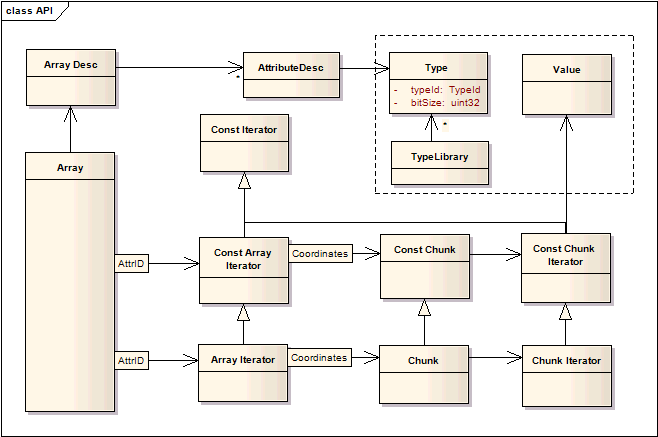 class API
Array Desc
AttributeDesc
*
Type
- typeId: TypeId
- bitSize: uint32
Value
*
TypeLibrary
Const Iterator
Array
AttrID
Const Array
Iterator
Coordinates
Const Chunk
Const Chunk
Iterator
AttrID
Array Iterator
Coordinates
Chunk
Chunk Iterator